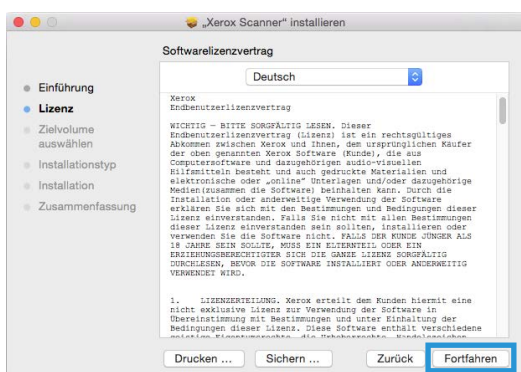 „Xerox Scanner" installieren
Softwarelizenzvertrag
Einführung
Lizenz
Zielvolume
auswählen
Installationstyp
Installation
Zusammenfassung
Deutsch
Xerox
Endbenutzerlizenzvertrag
WICHTIG – BITTE SORGFÄLTIG LESEN. Dieser
Endbenutzerlizenzvertrag (Lizenz) ist ein rechtsgültiges
Abkommen zwischen Xerox und Ihnen, dem ursprünglichen Käufer
der oben genannten Xerox Software (Kunde), die aus
Computersoftware und dazugehörigen audio-visuellen
Hilfsmitteln besteht und auch gedruckte Materialien und
elektronische oder „online" Unterlagen und/oder dazugehörige
Medien(zusammen die Software) beinhalten kann. Durch die
Installation oder anderweitige Verwendung der Software
erklären Sie sich mit den Bestimmungen und Bedingungen dieser
Lizenz einverstanden. Falls Sie nicht mit allen Bestimmungen
dieser Lizenz einverstanden sein sollten, installieren oder
verwenden Sie die Software nicht. FALLS DER KUNDE JÜNGER ALS
18 JAHRE SEIN SOLLTE, MUSS EIN ELTERNTEIL ODER EIN
ERZIEHUNGSBERECHTIGTER SICH DIE GANZE LIZENZ SORGFÄLTIG
DURCHLESEN, BEVOR DIE SOFTWARE INSTALLIERT ODER ANDERWEITIG
VERWENDET WIRD.
1. LIZENZERTEILUNG. Xerox erteilt dem Kunden hiermit eine
nicht exklusive Lizenz zur Verwendung der Software in
Übereinstimmung mit Bestimmungen und unter Einhaltung der
Bedingungen dieser Lizenz. Diese Software enthält verschiedene
geistige Eigentumsrechte, die Urheberrechte, Handelszeichen,
Drucken ...
Sichern ...
Zurück
Fortfahren